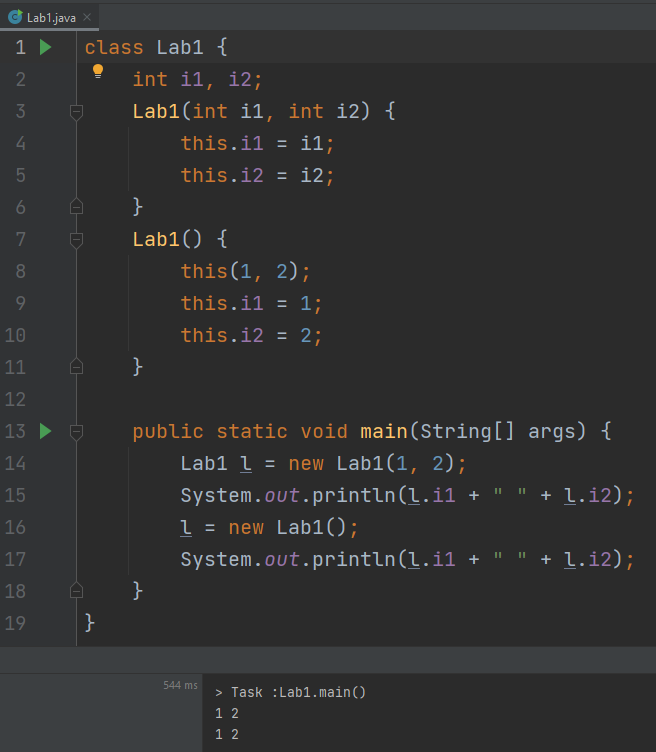 Lab1.java
1 class Lab1 {
2 int i1, i2;
3 Lab1(int i1, int i2) {
4 this.i1 = i1;
5 this.i2 = i2;
6 }
7 Lab1() {
8 this(1, 2);
9 this.i1 = 1;
10 this.i2 = 2;
11 }
12
13 public static void main(String[] args) {
14 Lab1 l = new Lab1(1, 2);
15 System.out.println(l.i1 + " " + l.i2);
16 l = new Lab1();
17 System.out.println(l.i1 + " " + l.i2);
18 }
19 }
544 ms
> Task :Lab1.main()
1 2
1 2